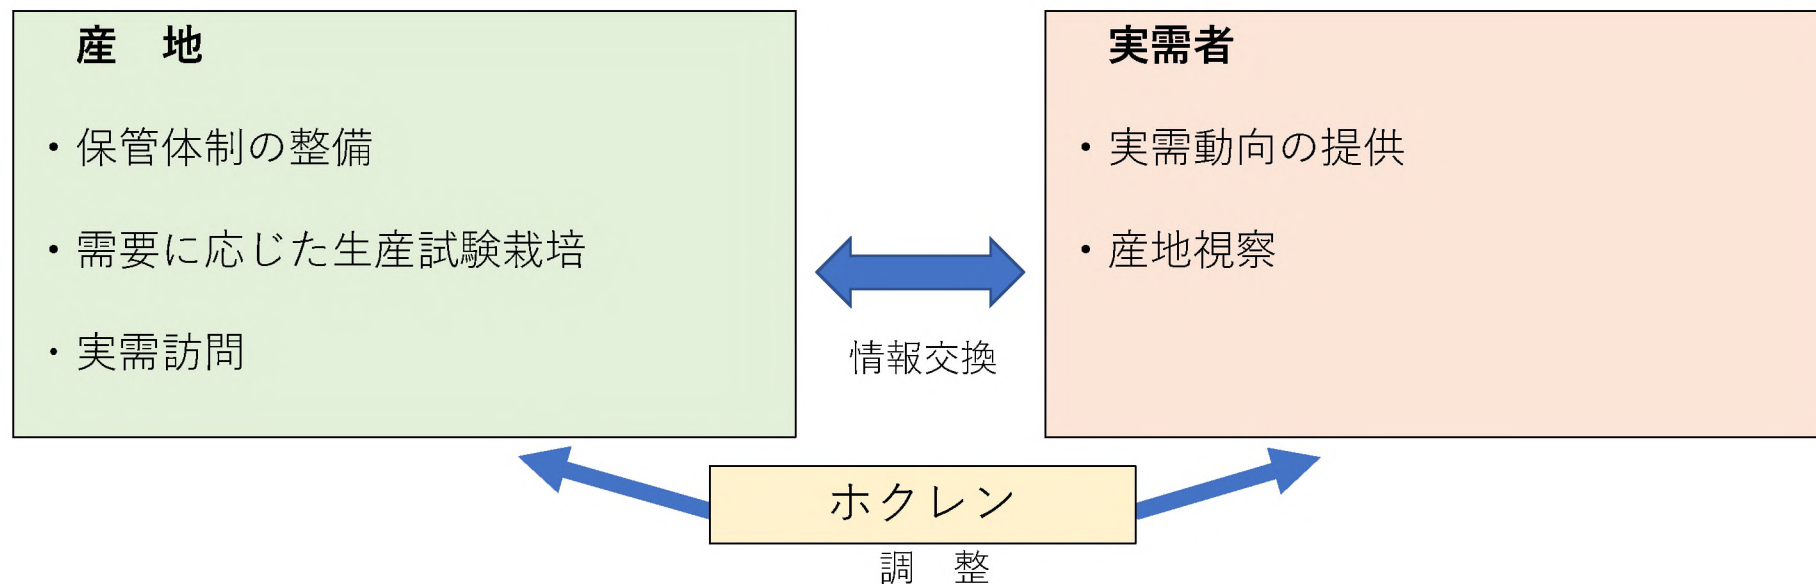 産　地
・保管体制の整備
・需要に応じた生産試験栽培
・実需訪問
実需者
・実需動向の提供
・産地視察
情報交換
ホクレン
調　整